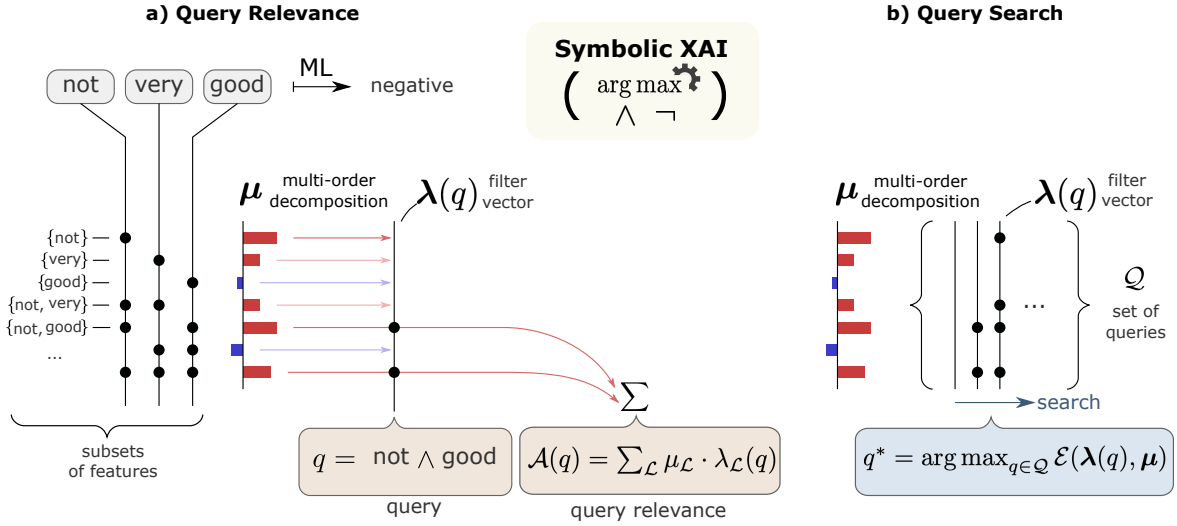 a) Query Relevance
b) Query Search
Symbolic XAI
( arg max )
∧ ¬
not very good
ML
negative
μ multi-order decomposition
λ(q) filter vector
{not}
{very}
{good}
{not, very}
{not, good}
...
subsets
of features
∑
q = not ∧ good
query
𝒜(q) = ∑_ℒ μ_ℒ · λ_ℒ(q)
query relevance
μ multi-order decomposition
λ(q) filter vector
...
𝒬
set of
queries
search
q* = arg max_{q∈𝒬} ℰ(λ(q), μ)